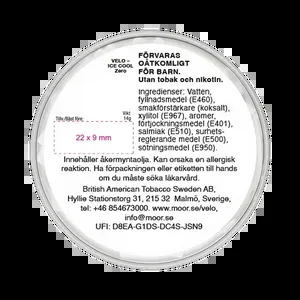 VELO –
ICE COOL
Zero
FÖRVARAS
OÅTKOMLIGT
FÖR BARN.
Utan tobak och nikotin.
Vikt
14g
22 x 9 mm
Ingredienser: Vatten,
fyllnadsmedel (E460),
smakförstärkare (koksalt),
xylitol (E967), aromer,
förtjockningsmedel (E401),
salmiak (E510), surhets-
reglerande medel (E500),
sötningsmedel (E950).
Innehåller åkermyntaolja. Kan orsaka en allergisk
reaktion. Ha förpackningen eller etiketten till hands
om du måste söka läkarvård.
British American Tobacco Sweden AB,
Hyllie Stationstorg 31, 215 32 Malmö, Sverige,
tel: +46 854673000. www.moor.se/velo,
info@moor.se
UFI: D8EA-G1DS-DC4S-JSN9